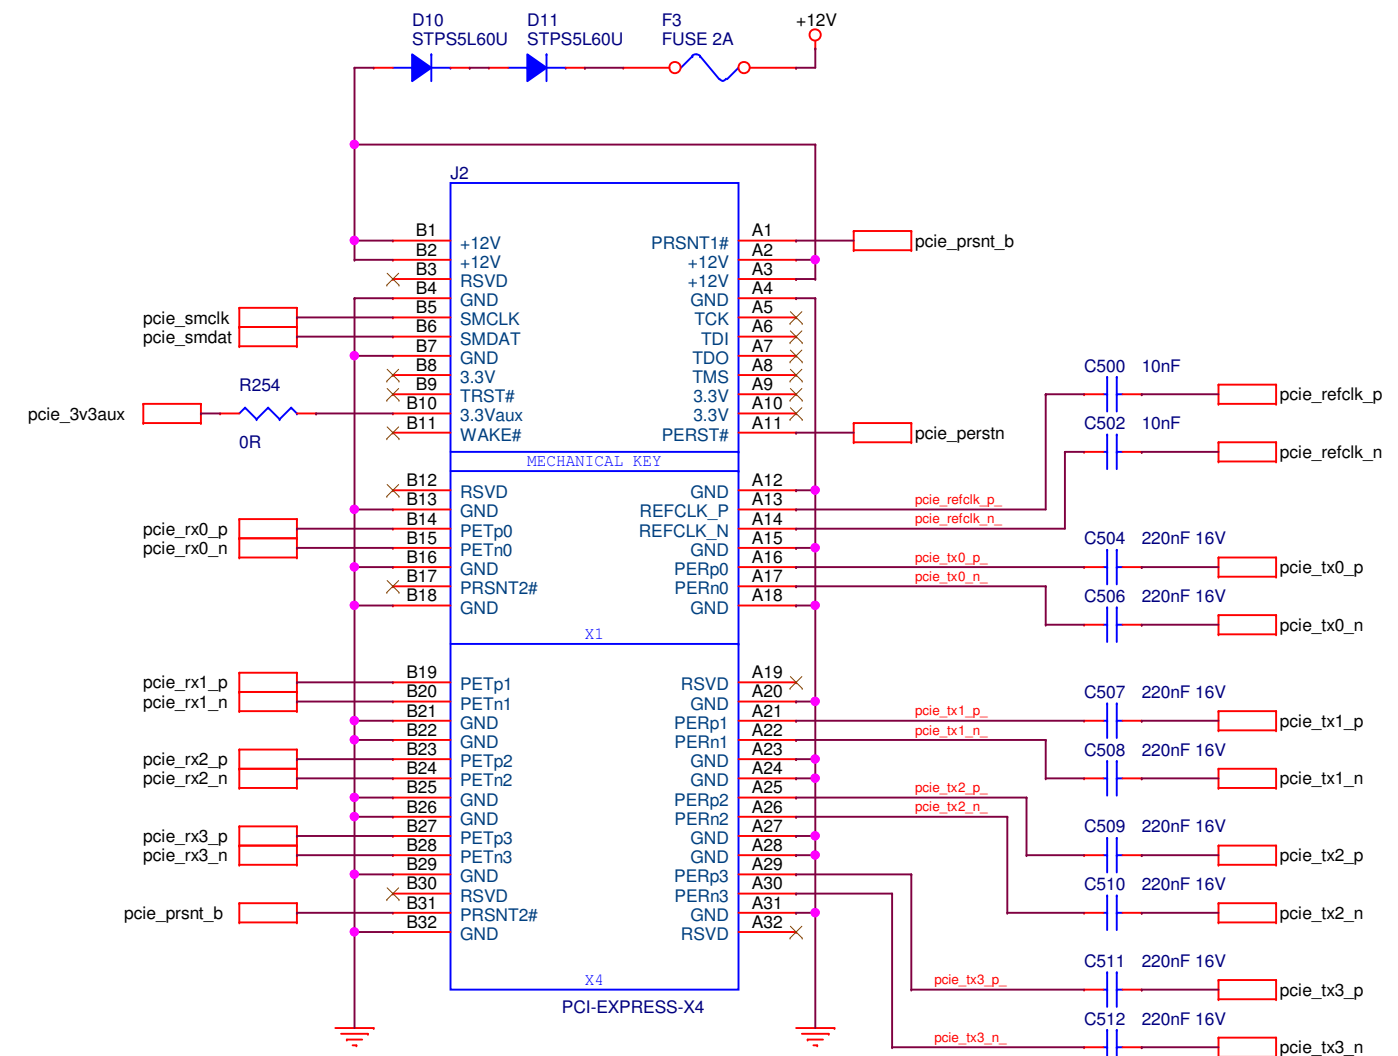 D10
STPS5L60U
D11
STPS5L60U
F3
FUSE 2A
+12V
J2
B1 +12V
B2 +12V
B3 RSVD
B4 GND
B5 SMCLK
B6 SMDAT
B7 GND
B8 3.3V
B9 TRST#
B10 3.3Vaux
B11 WAKE#
PRSNT1# A1
+12V A2
+12V A3
GND A4
TCK A5
TDI A6
TDO A7
TMS A8
3.3V A9
3.3V A10
PERST# A11
pcie_prsnt_b
pcie_smclk
pcie_smdat
R254
0R
pcie_3v3aux
pcie_perstn
MECHANICAL KEY
B12 RSVD
B13 GND
B14 PETp0
B15 PETn0
B16 GND
B17 PRSNT2#
B18 GND
GND A12
REFCLK_P A13
REFCLK_N A14
GND A15
PERp0 A16
PERn0 A17
GND A18
X1
pcie_rx0_p
pcie_rx0_n
pcie_refclk_p_
pcie_refclk_n_
pcie_tx0_p_
pcie_tx0_n_
C500 10nF
pcie_refclk_p
C502 10nF
pcie_refclk_n
C504 220nF 16V
pcie_tx0_p
C506 220nF 16V
pcie_tx0_n
B19 PETp1
B20 PETn1
B21 GND
B22 GND
B23 PETp2
B24 PETn2
B25 GND
B26 GND
B27 PETp3
B28 PETn3
B29 GND
B30 RSVD
B31 PRSNT2#
B32 GND
RSVD A19
GND A20
PERp1 A21
PERn1 A22
GND A23
GND A24
PERp2 A25
PERn2 A26
GND A27
GND A28
PERp3 A29
PERn3 A30
GND A31
RSVD A32
X4
PCI-EXPRESS-X4
pcie_rx1_p
pcie_rx1_n
pcie_rx2_p
pcie_rx2_n
pcie_rx3_p
pcie_rx3_n
pcie_prsnt_b
pcie_tx1_p_
pcie_tx1_n_
pcie_tx2_p_
pcie_tx2_n_
pcie_tx3_p_
pcie_tx3_n_
C507 220nF 16V
pcie_tx1_p
C508 220nF 16V
pcie_tx1_n
C509 220nF 16V
pcie_tx2_p
C510 220nF 16V
pcie_tx2_n
C511 220nF 16V
pcie_tx3_p
C512 220nF 16V
pcie_tx3_n